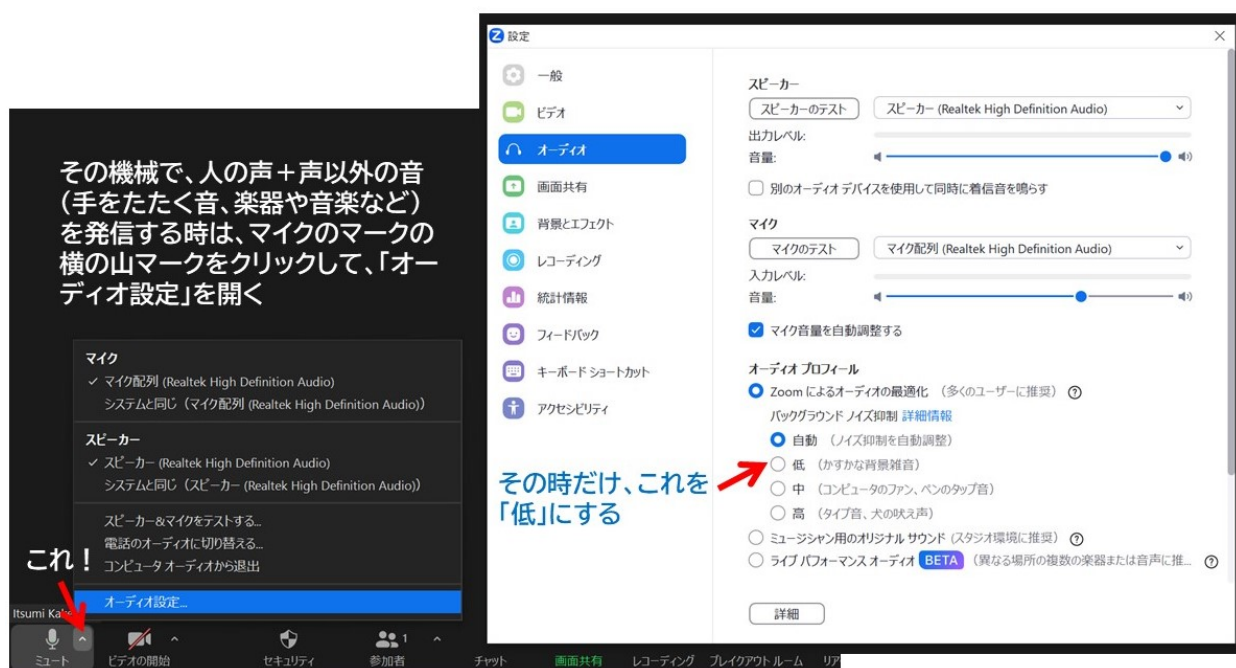 その機械で、人の声+声以外の音
(手をたたく音、楽器や音楽など)
を発信する時は、マイクのマークの
横の山マークをクリックして、「オー
ディオ設定」を開く
マイク
✓ マイク配列 (Realtek High Definition Audio)
システムと同じ (マイク配列 (Realtek High Definition Audio))
スピーカー
✓ スピーカー (Realtek High Definition Audio)
システムと同じ (スピーカー (Realtek High Definition Audio))
スピーカー&マイクをテストする...
電話のオーディオに切り替える...
コンピュータ オーディオから退出
オーディオ設定...
これ!
Itsumi
ミュート
ビデオの開始
セキュリティ
1
参加者
チャット
画面共有
レコーディング
ブレイクアウト ルーム
リア
設定
一般
ビデオ
オーディオ
画面共有
背景とエフェクト
レコーディング
統計情報
フィードバック
キーボード ショートカット
アクセシビリティ
その時だけ、これを
「低」にする
スピーカー
スピーカーのテスト スピーカー (Realtek High Definition Audio)
出力レベル:
音量:
別のオーディオ デバイスを使用して同時に着信音を鳴らす
マイク
マイクのテスト マイク配列 (Realtek High Definition Audio)
入力レベル:
音量:
マイク音量を自動調整する
オーディオ プロフィール
Zoom によるオーディオの最適化 (多くのユーザーに推奨)
バックグラウンド ノイズ抑制 詳細情報
自動 (ノイズ抑制を自動調整)
低 (かすかな背景雑音)
中 (コンピュータのファン、ペンのタップ音)
高 (タイプ音、犬の吠え声)
ミュージシャン用のオリジナル サウンド (スタジオ環境に推奨)
ライブ パフォーマンス オーディオ BETA (異なる場所の複数の楽器または音声に推...
詳細